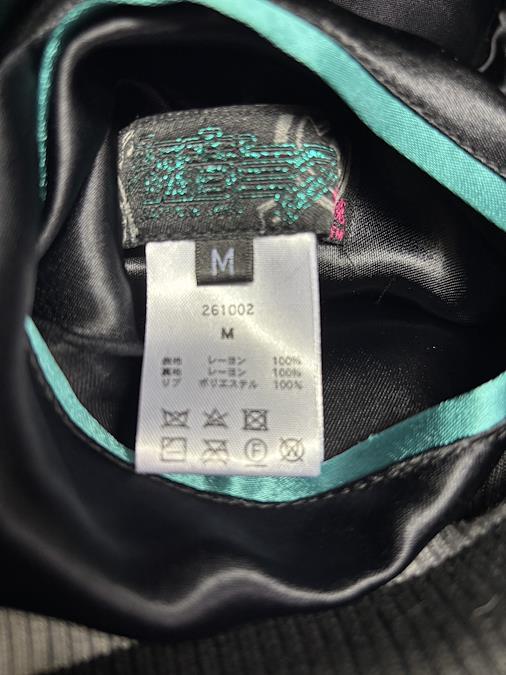 M
261002
M
表地 レーヨン 100%
裏地 レーヨン 100%
リブ ポリエステル 100%